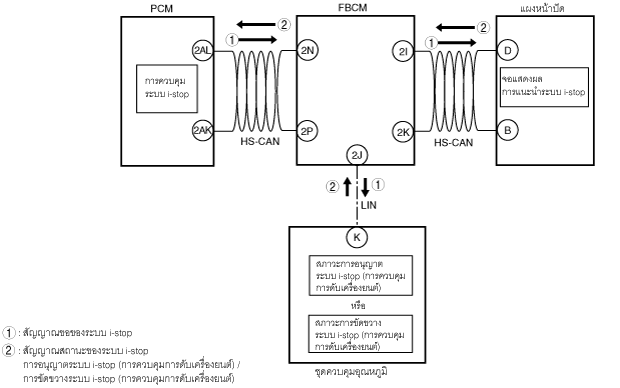 PCM
FBCM
แผงหน้าปัด
2
1
2
1
2AL
2N
2I
D
การควบคุม
ระบบ i-stop
จอแสดงผล
การแนะนำระบบ i-stop
2AK
2P
2K
B
HS-CAN
HS-CAN
2J
2
1
LIN
K
สภาวะการอนุญาต
ระบบ i-stop (การควบคุม
การดับเครื่องยนต์)
หรือ
สภาวะการขัดขวาง
ระบบ i-stop (การควบคุม
การดับเครื่องยนต์)
ชุดควบคุมอุณหภูมิ
1 : สัญญาณขอของระบบ i-stop
2 : สัญญาณสถานะของระบบ i-stop
การอนุญาตระบบ i-stop (การควบคุมการดับเครื่องยนต์) /
การขัดขวางระบบ i-stop (การควบคุมการดับเครื่องยนต์)